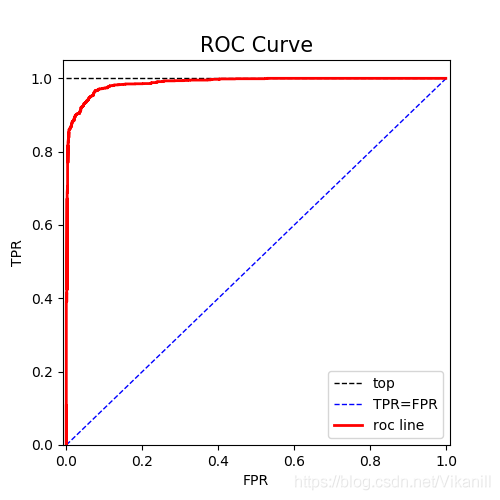 ROC Curve
1.0
0.8
0.6
0.4
0.2
0.0
TPR
top
TPR=FPR
roc line
0.0 0.2 0.4 0.6 0.8 1.0
FPR
https://blog.csdn.net/Vikanill